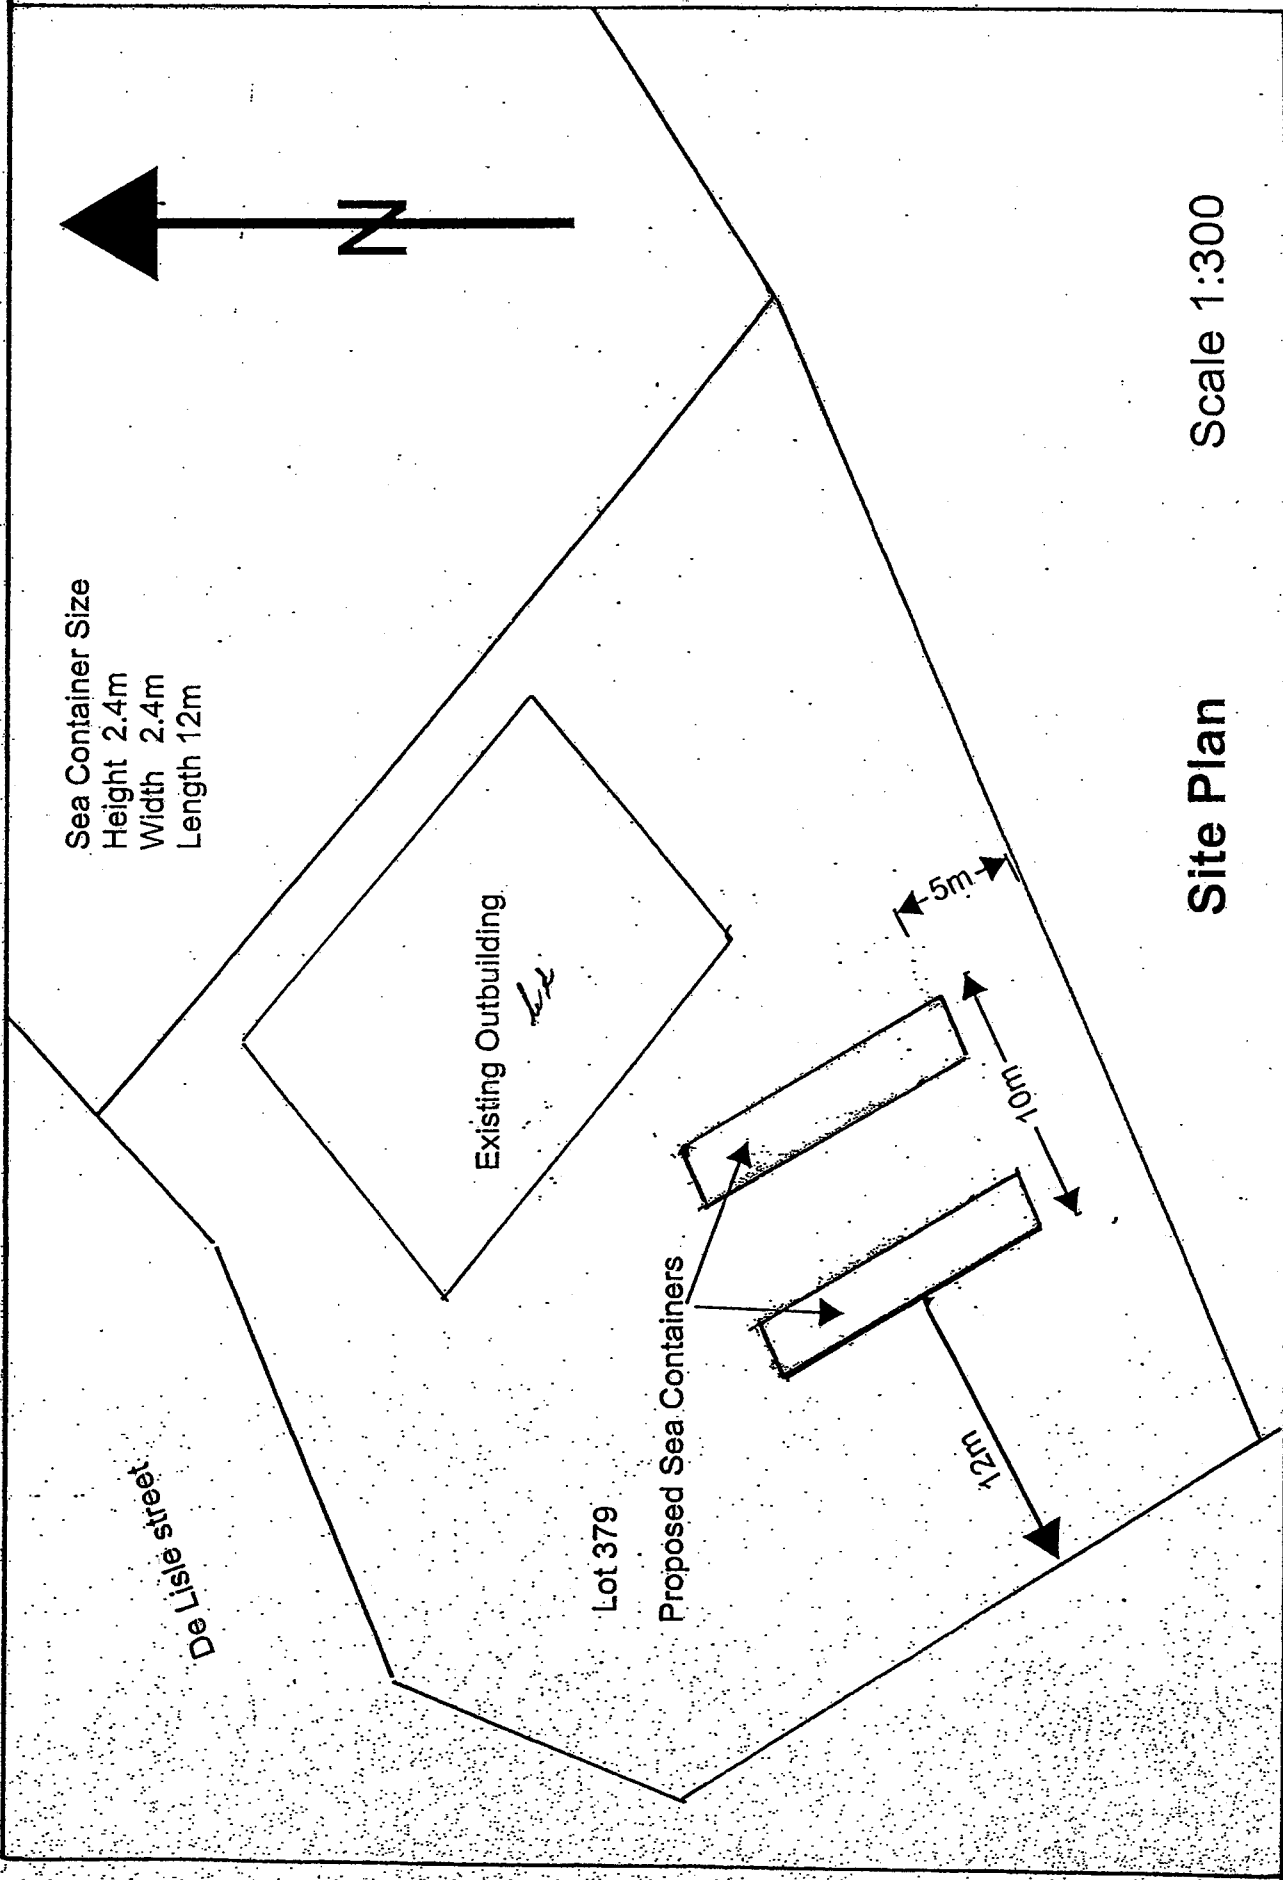 De Lisle street
Sea Container Size
Height 2.4m
Width 2.4m
Length 12m
N
Existing Outbuilding
Lot 379
Proposed Sea Containers
5m
10m
12m
Site Plan
Scale 1:300